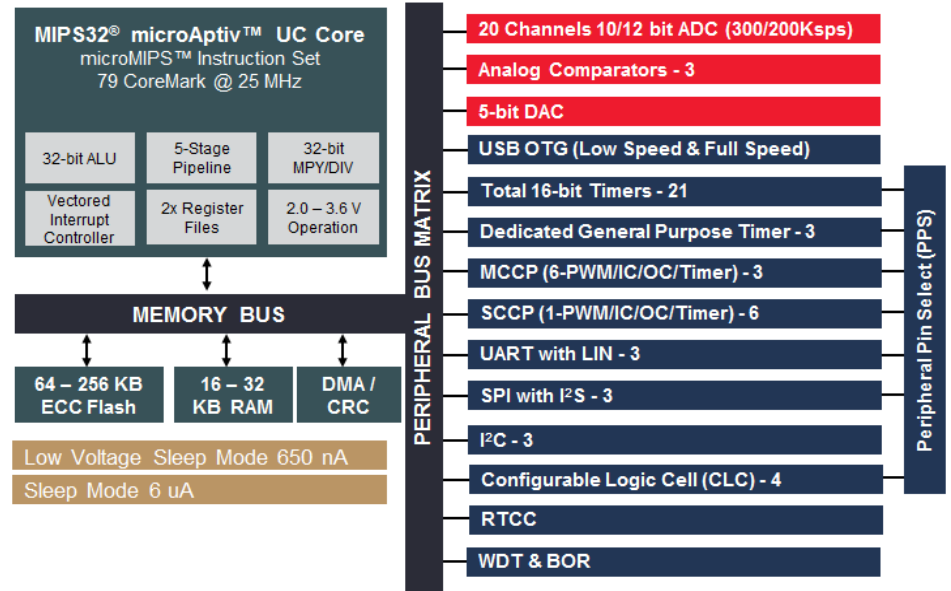 MIPS32® microAptiv™ UC Core
microMIPS™ Instruction Set
79 CoreMark @ 25 MHz
32-bit ALU
5-Stage
Pipeline
32-bit
MPY/DIV
Vectored
Interrupt
Controller
2x Register
Files
2.0 – 3.6 V
Operation
MEMORY BUS
64 – 256 KB
ECC Flash
16 – 32
KB RAM
DMA /
CRC
Low Voltage Sleep Mode 650 nA
Sleep Mode 6 uA
PERIPHERAL BUS MATRIX
20 Channels 10/12 bit ADC (300/200Ksps)
Analog Comparators - 3
5-bit DAC
USB OTG (Low Speed & Full Speed)
Total 16-bit Timers - 21
Dedicated General Purpose Timer - 3
MCCP (6-PWM/IC/OC/Timer) - 3
SCCP (1-PWM/IC/OC/Timer) - 6
UART with LIN - 3
SPI with I²S - 3
I²C - 3
Configurable Logic Cell (CLC) - 4
RTCC
WDT & BOR
Peripheral Pin Select (PPS)